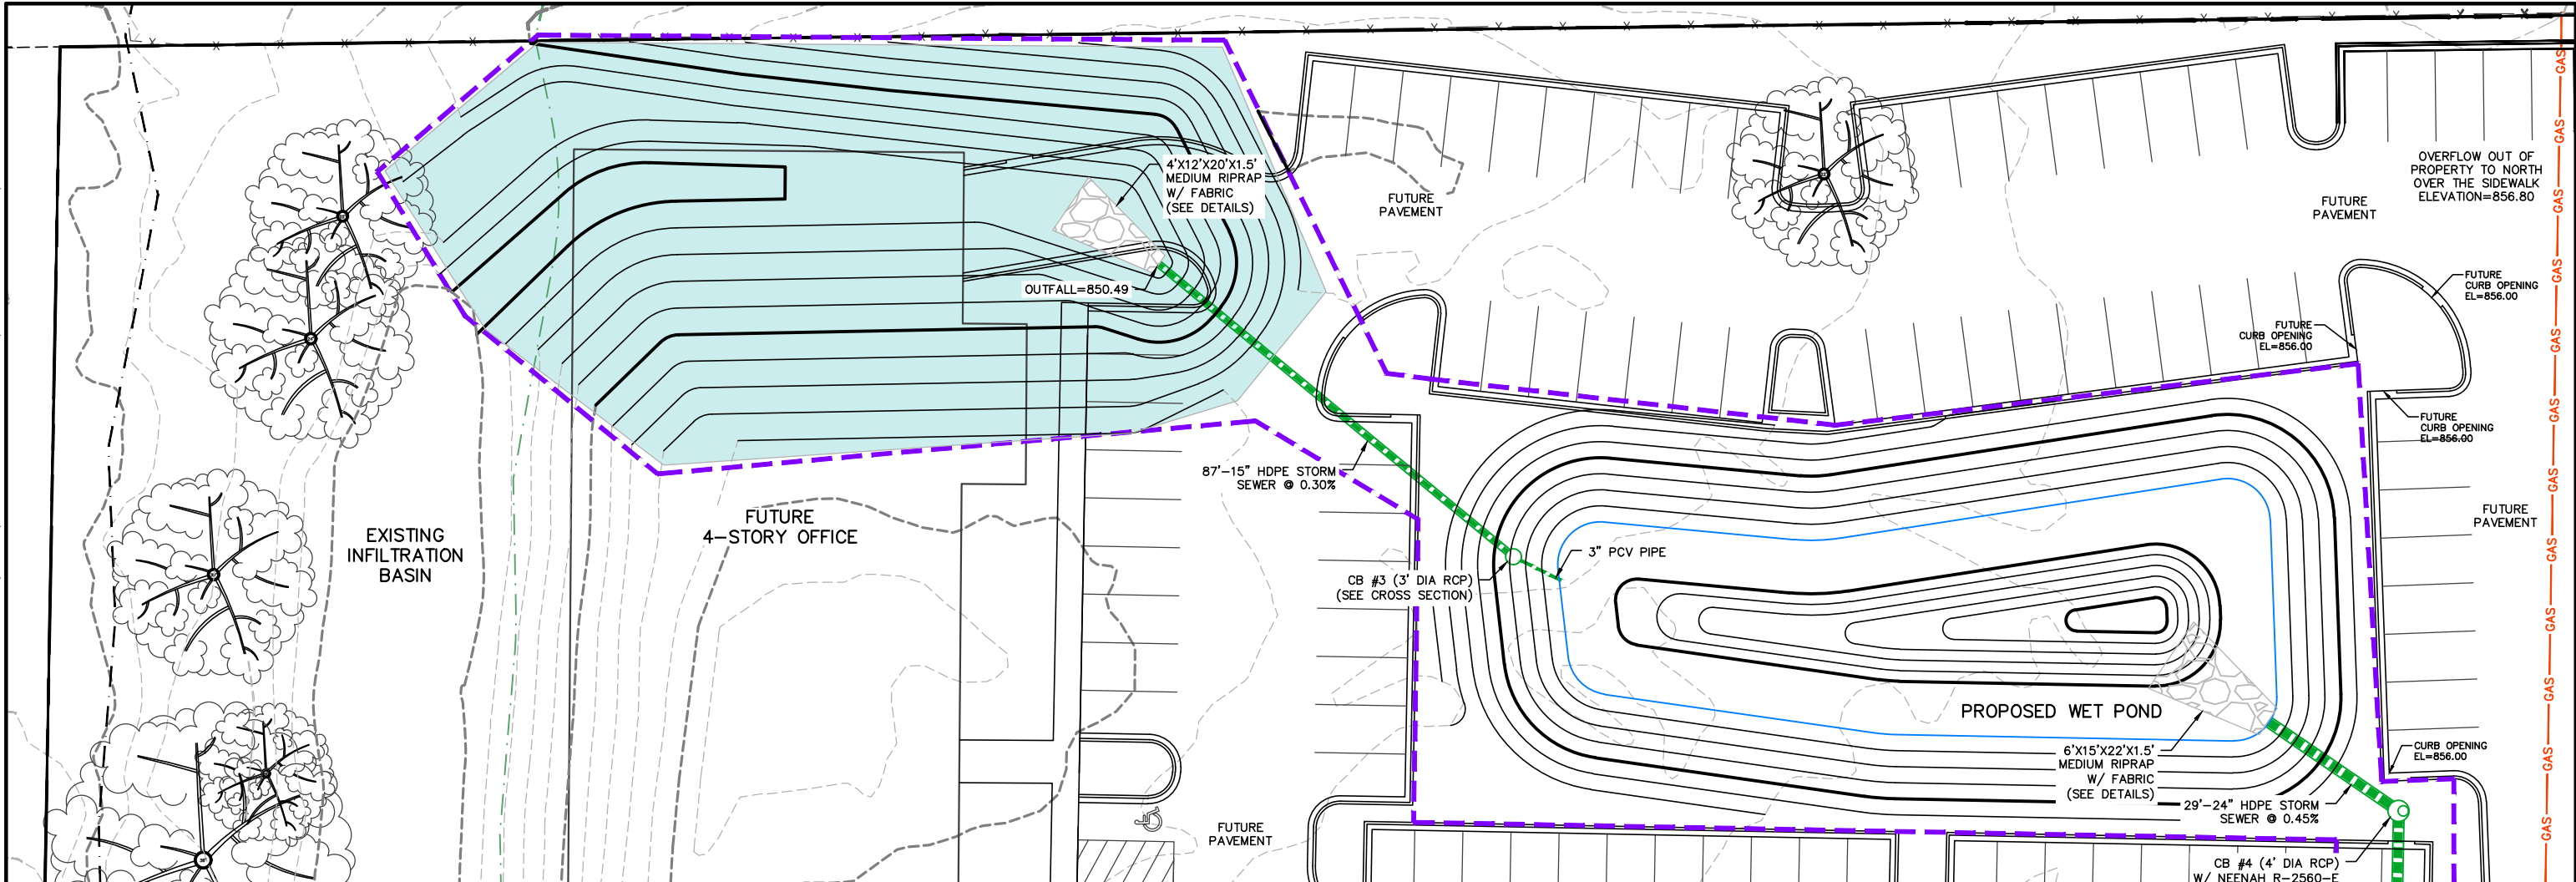 4'X12'X20'X1.5'
MEDIUM RIPRAP
W/ FABRIC
(SEE DETAILS)
OUTFALL=850.49
FUTURE
PAVEMENT
FUTURE
PAVEMENT
OVERFLOW OUT OF
PROPERTY TO NORTH
OVER THE SIDEWALK
ELEVATION=856.80
FUTURE
CURB OPENING
EL=856.00
FUTURE
CURB OPENING
EL=856.00
FUTURE
CURB OPENING
EL=856.00
87'-15" HDPE STORM
SEWER @ 0.30%
EXISTING
INFILTRATION
BASIN
FUTURE
4-STORY OFFICE
3" PCV PIPE
CB #3 (3' DIA RCP)
(SEE CROSS SECTION)
FUTURE
PAVEMENT
PROPOSED WET POND
6'X15'X22'X1.5'
MEDIUM RIPRAP
W/ FABRIC
(SEE DETAILS)
CURB OPENING
EL=856.00
29'-24" HDPE STORM
SEWER @ 0.45%
FUTURE
PAVEMENT
CB #4 (4' DIA RCP)
W/ NEENAH R-2560-E
GAS
GAS
GAS
GAS
GAS
GAS
GAS
GAS
GAS
GAS
GAS
GAS